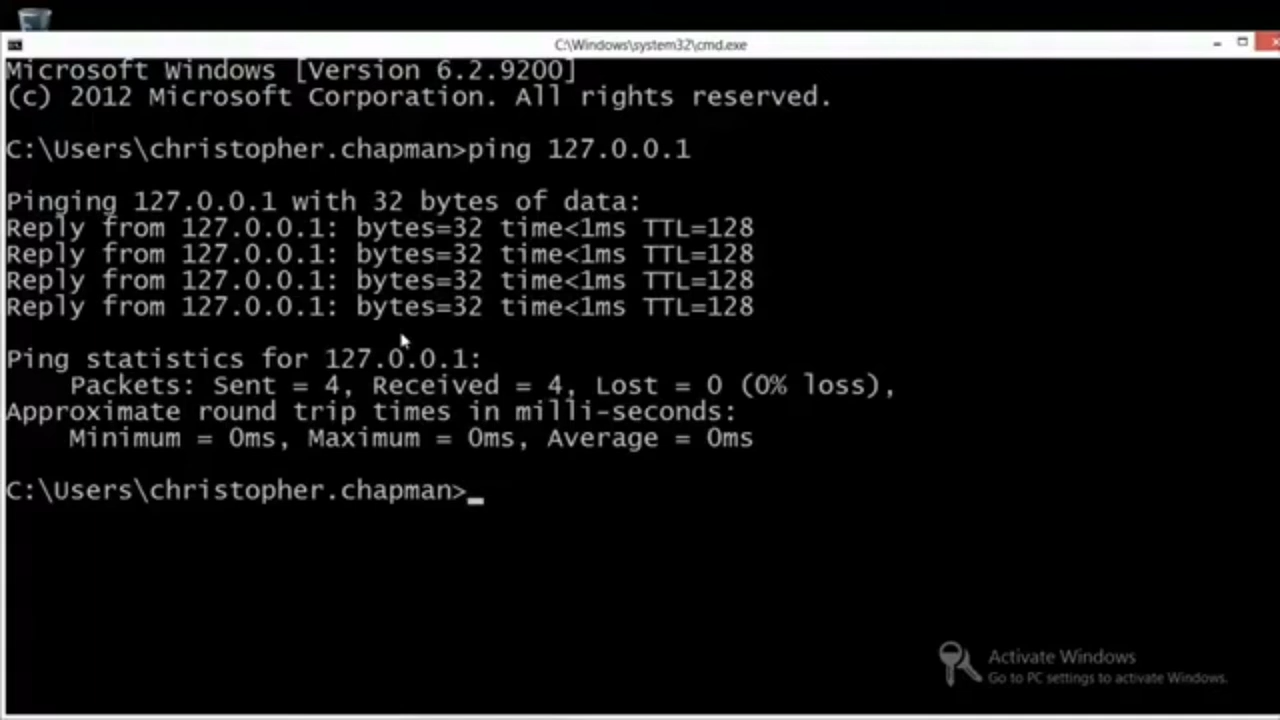 C:\Windows\system32\cmd.exe
Microsoft Windows [Version 6.2.9200]
(c) 2012 Microsoft Corporation. All rights reserved.
C:\Users\christopher.chapman>ping 127.0.0.1
Pinging 127.0.0.1 with 32 bytes of data:
Reply from 127.0.0.1: bytes=32 time<1ms TTL=128
Reply from 127.0.0.1: bytes=32 time<1ms TTL=128
Reply from 127.0.0.1: bytes=32 time<1ms TTL=128
Reply from 127.0.0.1: bytes=32 time<1ms TTL=128
Ping statistics for 127.0.0.1:
Packets: Sent = 4, Received = 4, Lost = 0 (0% loss),
Approximate round trip times in milli-seconds:
Minimum = 0ms, Maximum = 0ms, Average = 0ms
C:\Users\christopher.chapman>_
Activate Windows
Go to PC settings to activate Windows.